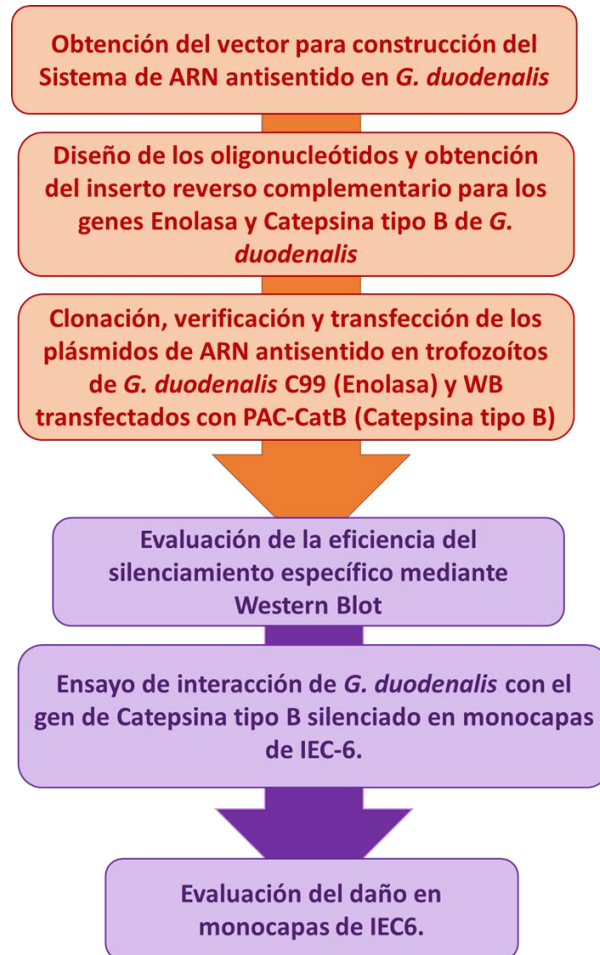 Obtención del vector para construcción del
Sistema de ARN antisentido en G. duodenalis
Diseño de los oligonucleótidos y obtención
del inserto reverso complementario para los
genes Enolasa y Catepsina tipo B de G.
duodenalis
Clonación, verificación y transfección de los
plásmidos de ARN antisentido en trofozoítos
de G. duodenalis C99 (Enolasa) y WB
transfectados con PAC-CatB (Catepsina tipo B)
Evaluación de la eficiencia del
silenciamiento específico mediante
Western Blot
Ensayo de interacción de G. duodenalis con el
gen de Catepsina tipo B silenciado en monocapas
de IEC-6.
Evaluación del daño en
monocapas de IEC6.